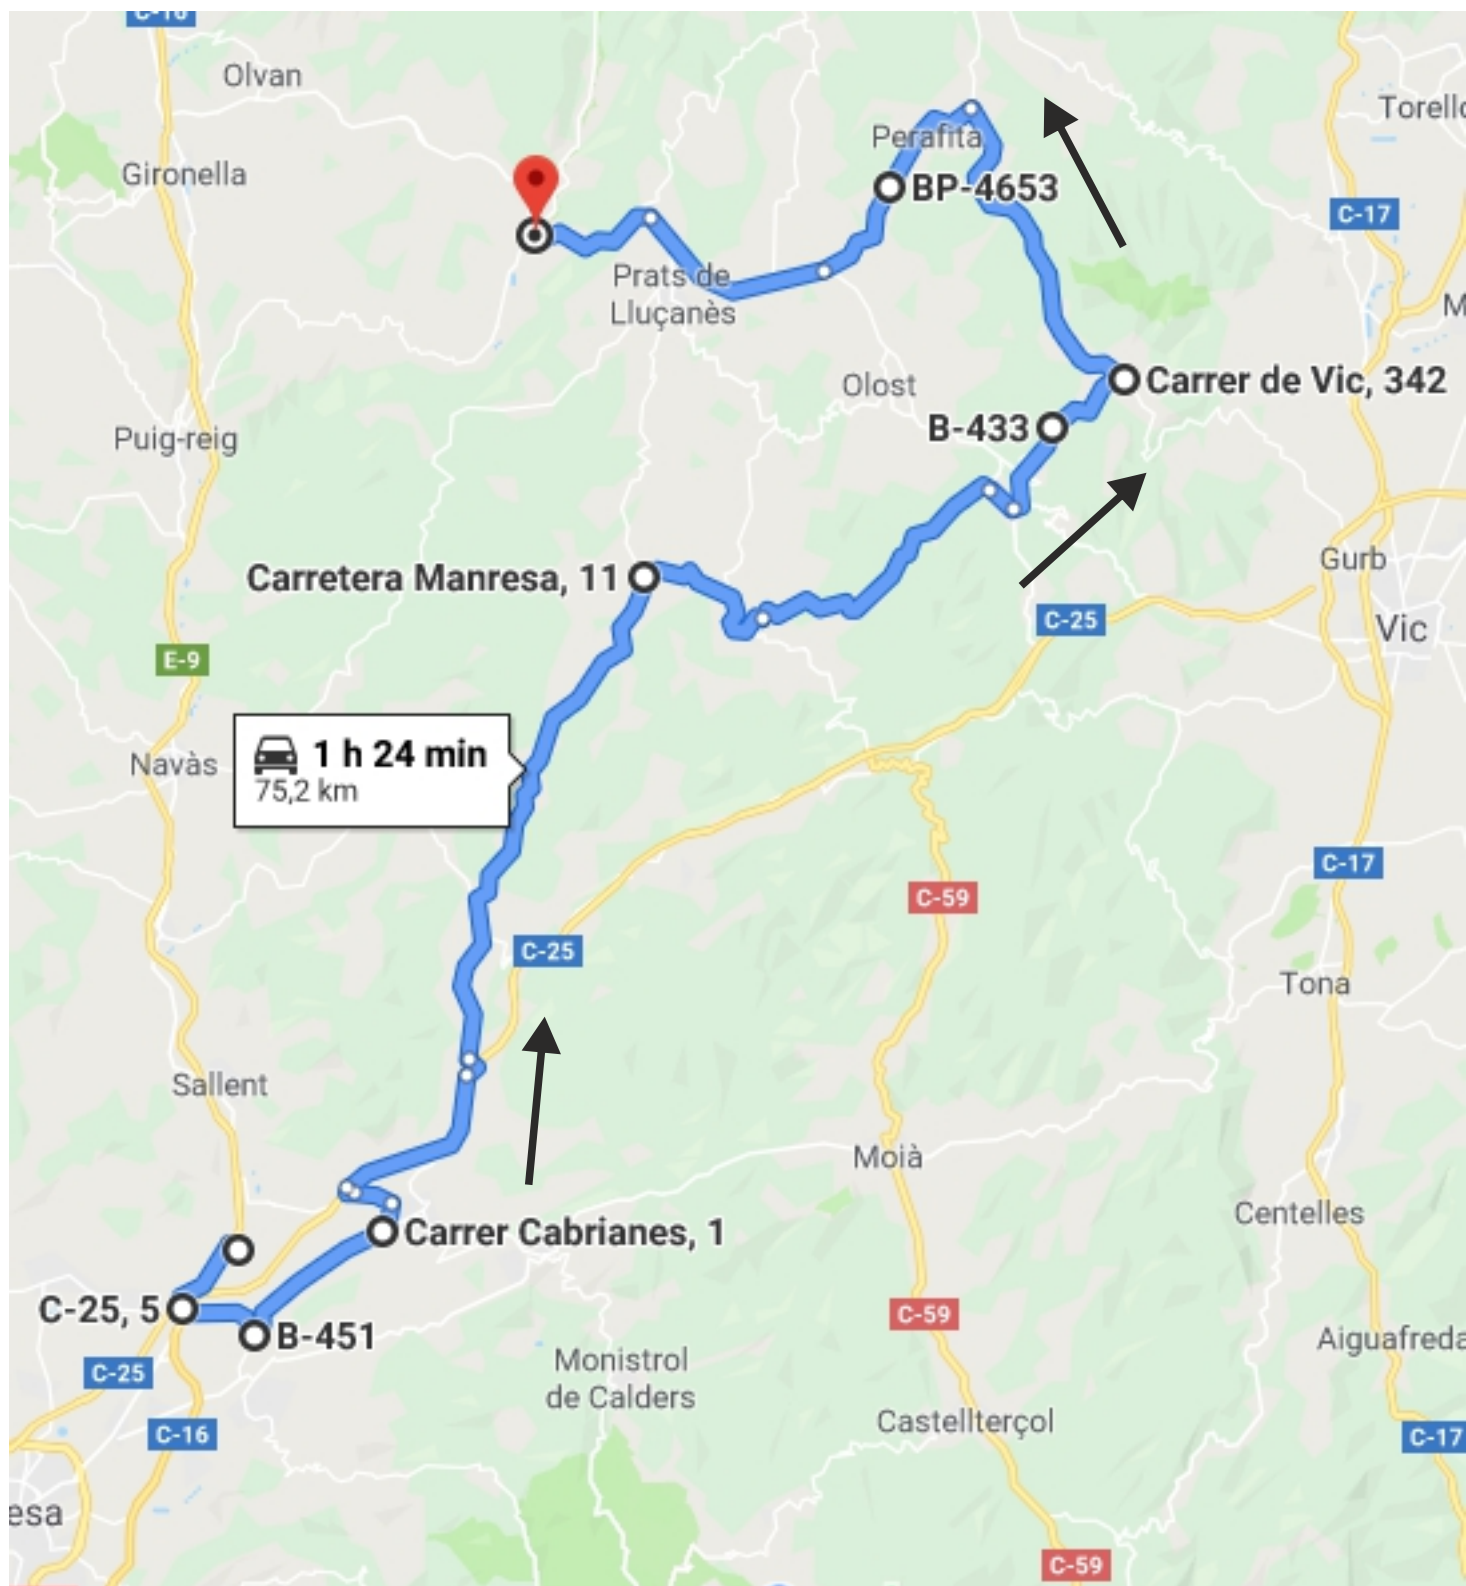 C-16
Olvan
Torelló
Perafita
Gironella
BP-4653
C-17
Prats de
Lluçanès
Olost
Carrer de Vic, 342
B-433
Puig-reig
Gurb
Carretera Manresa, 11
C-25
Vic
E-9
Navàs
1 h 24 min
75,2 km
C-17
C-59
C-25
Tona
Sallent
Moià
Centelles
Carrer Cabrianes, 1
C-25, 5
B-451
C-59
Aiguafreda
Monistrol
de Calders
C-25
C-16
Castellterçol
C-17
esa
C-59